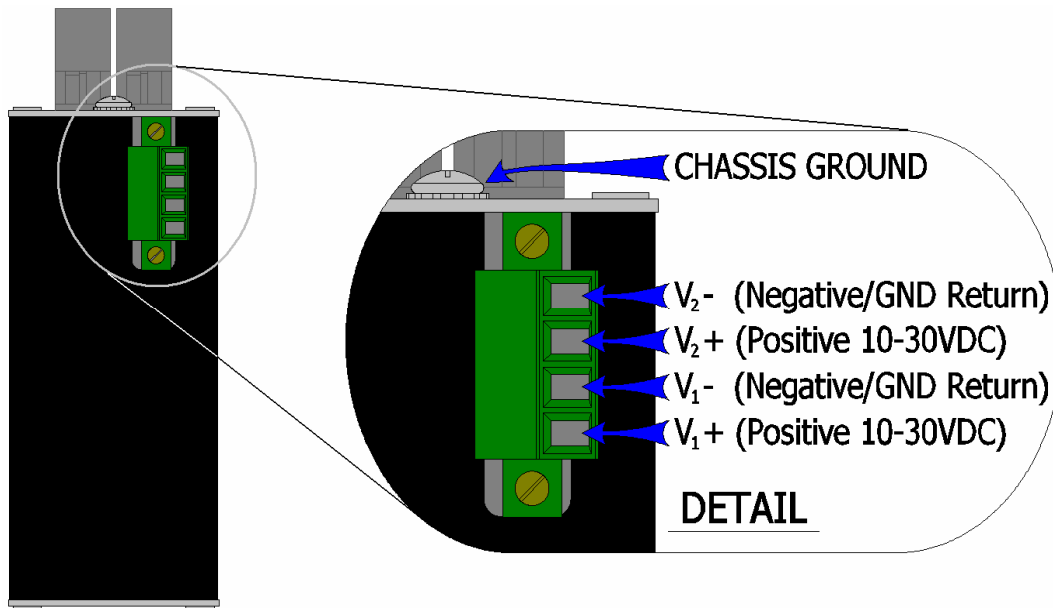 CHASSIS GROUND
V₂- (Negative/GND Return)
V₂+ (Positive 10-30VDC)
V₁- (Negative/GND Return)
V₁+ (Positive 10-30VDC)
DETAIL